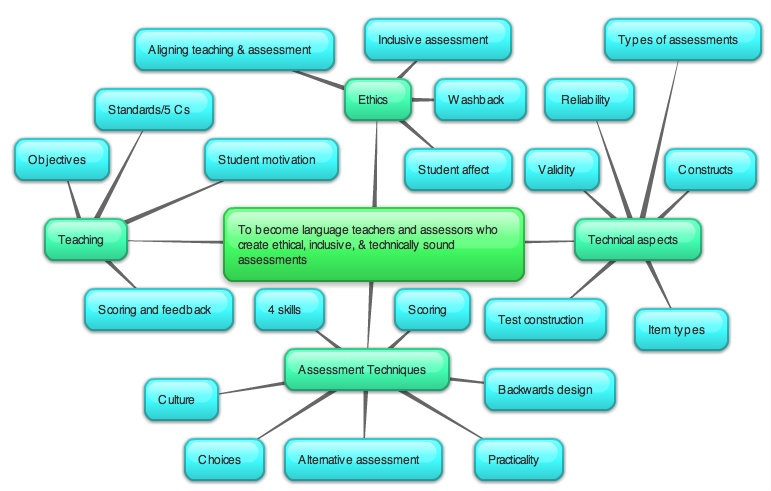 Aligning teaching & assessment
Inclusive assessment
Types of assessments
Ethics
Washback
Reliability
Standards/5 Cs
Objectives
Student motivation
Student affect
Validity
Constructs
Teaching
To become language teachers and assessors who
create ethical, inclusive, & technically sound
assessments
Technical aspects
Scoring and feedback
4 skills
Scoring
Test construction
Item types
Assessment Techniques
Culture
Backwards design
Choices
Alternative assessment
Practicality